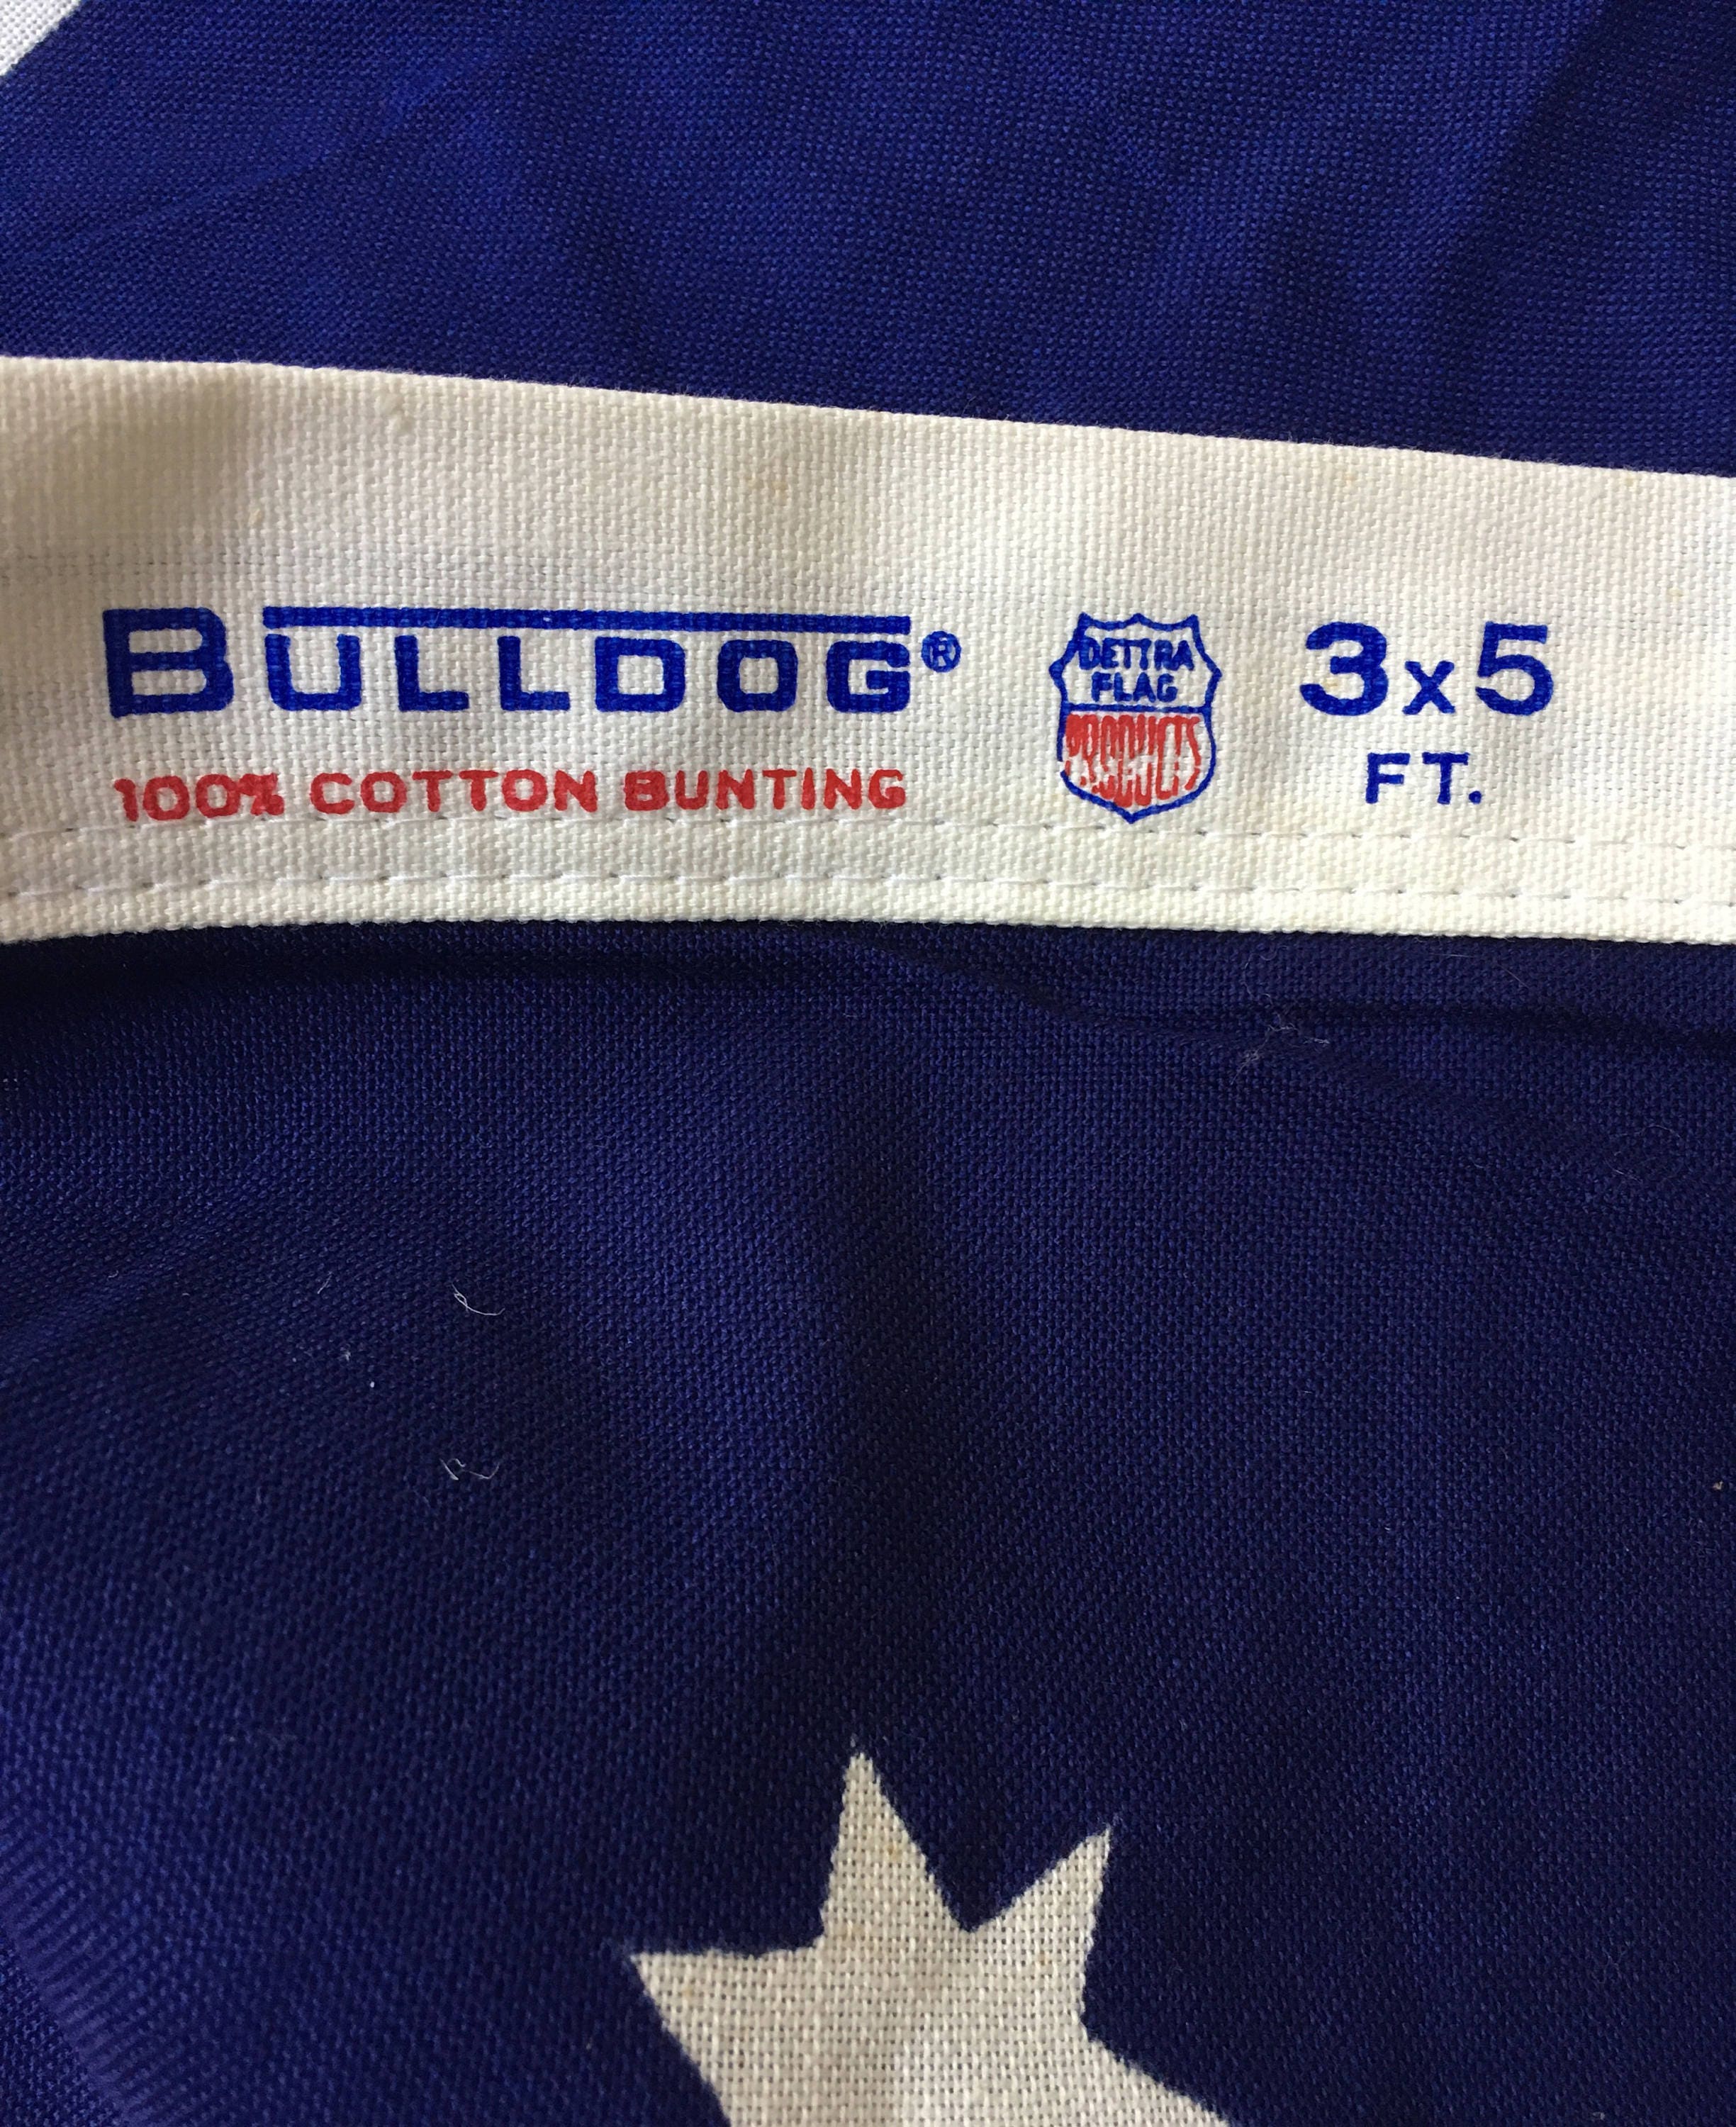 BULLDOG®
100% COTTON BUNTING
DETTRA
FLAG
PRODUCTS
3x5
FT.